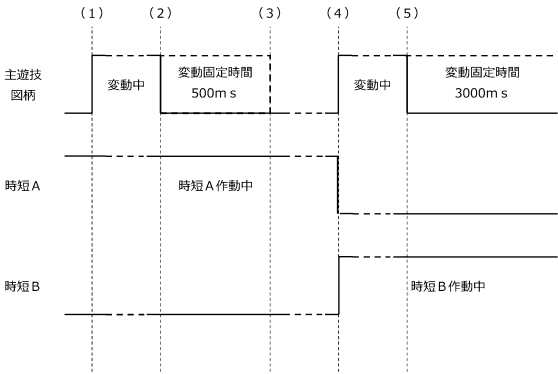 (1)
(2)
(3)
(4)
(5)
主遊技
図柄
変動中
変動固定時間
500ms
変動中
変動固定時間
3000ms
時短A
時短A作動中
時短B
時短B作動中